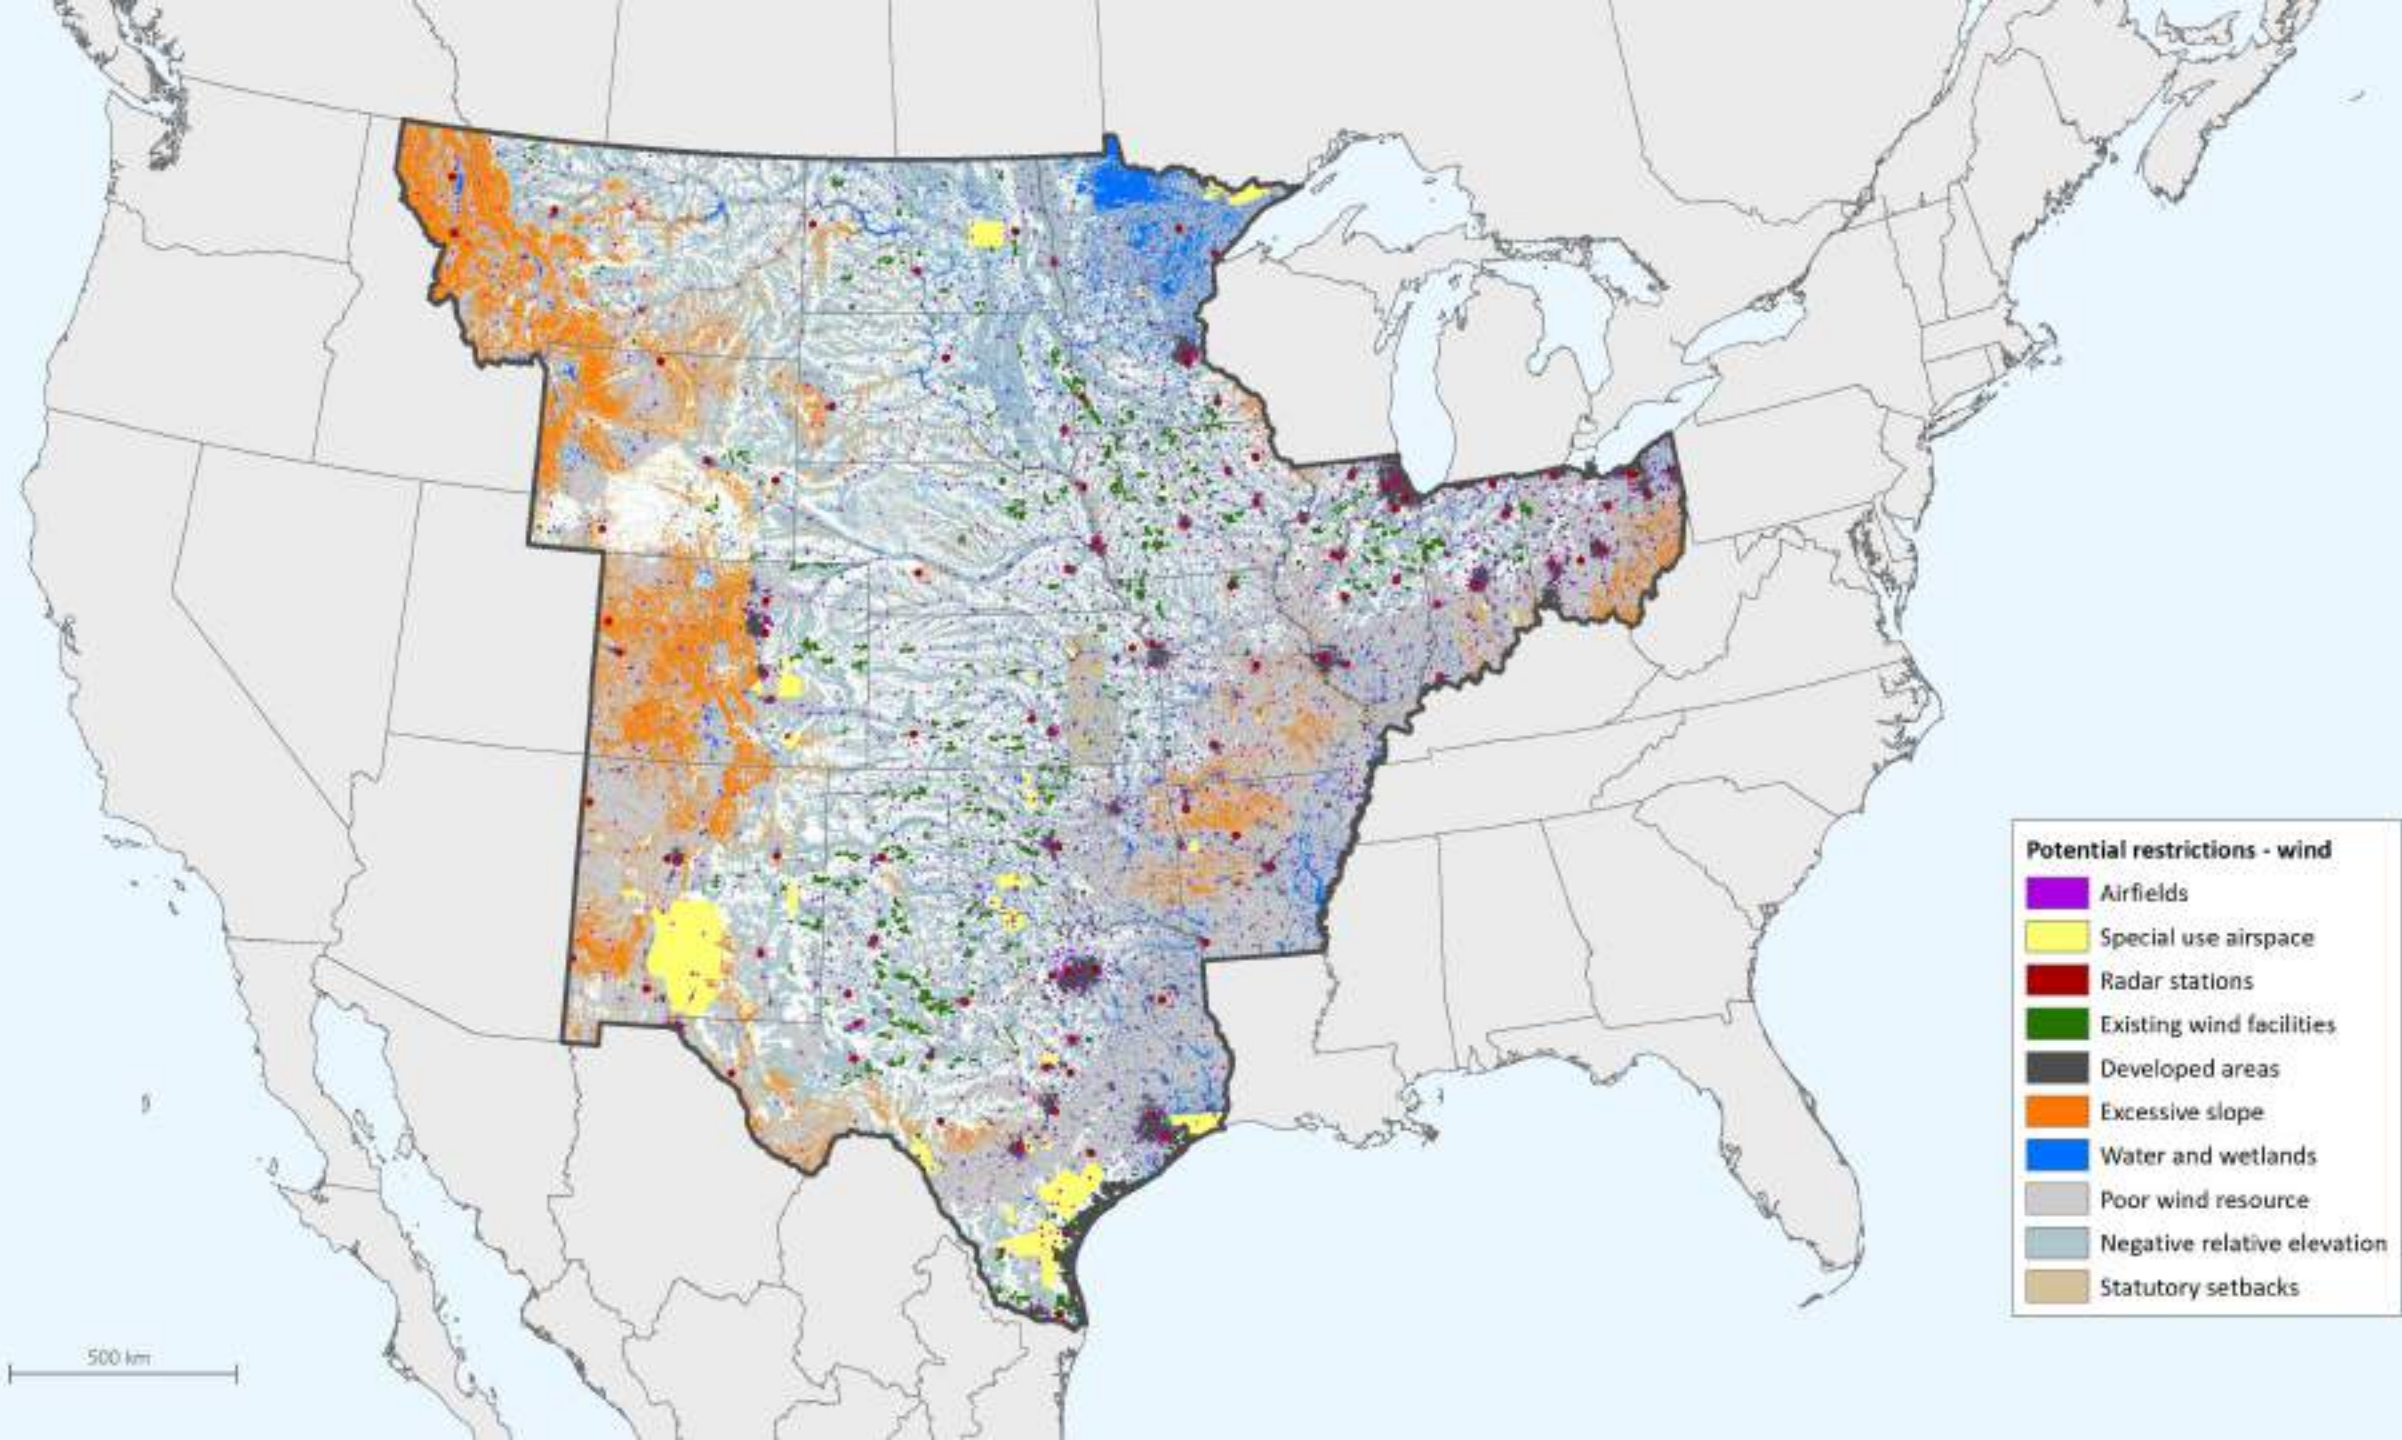 Potential restrictions - wind
Airfields
Special use airspace
Radar stations
Existing wind facilities
Developed areas
Excessive slope
Water and wetlands
Poor wind resource
Negative relative elevation
Statutory setbacks
500 km